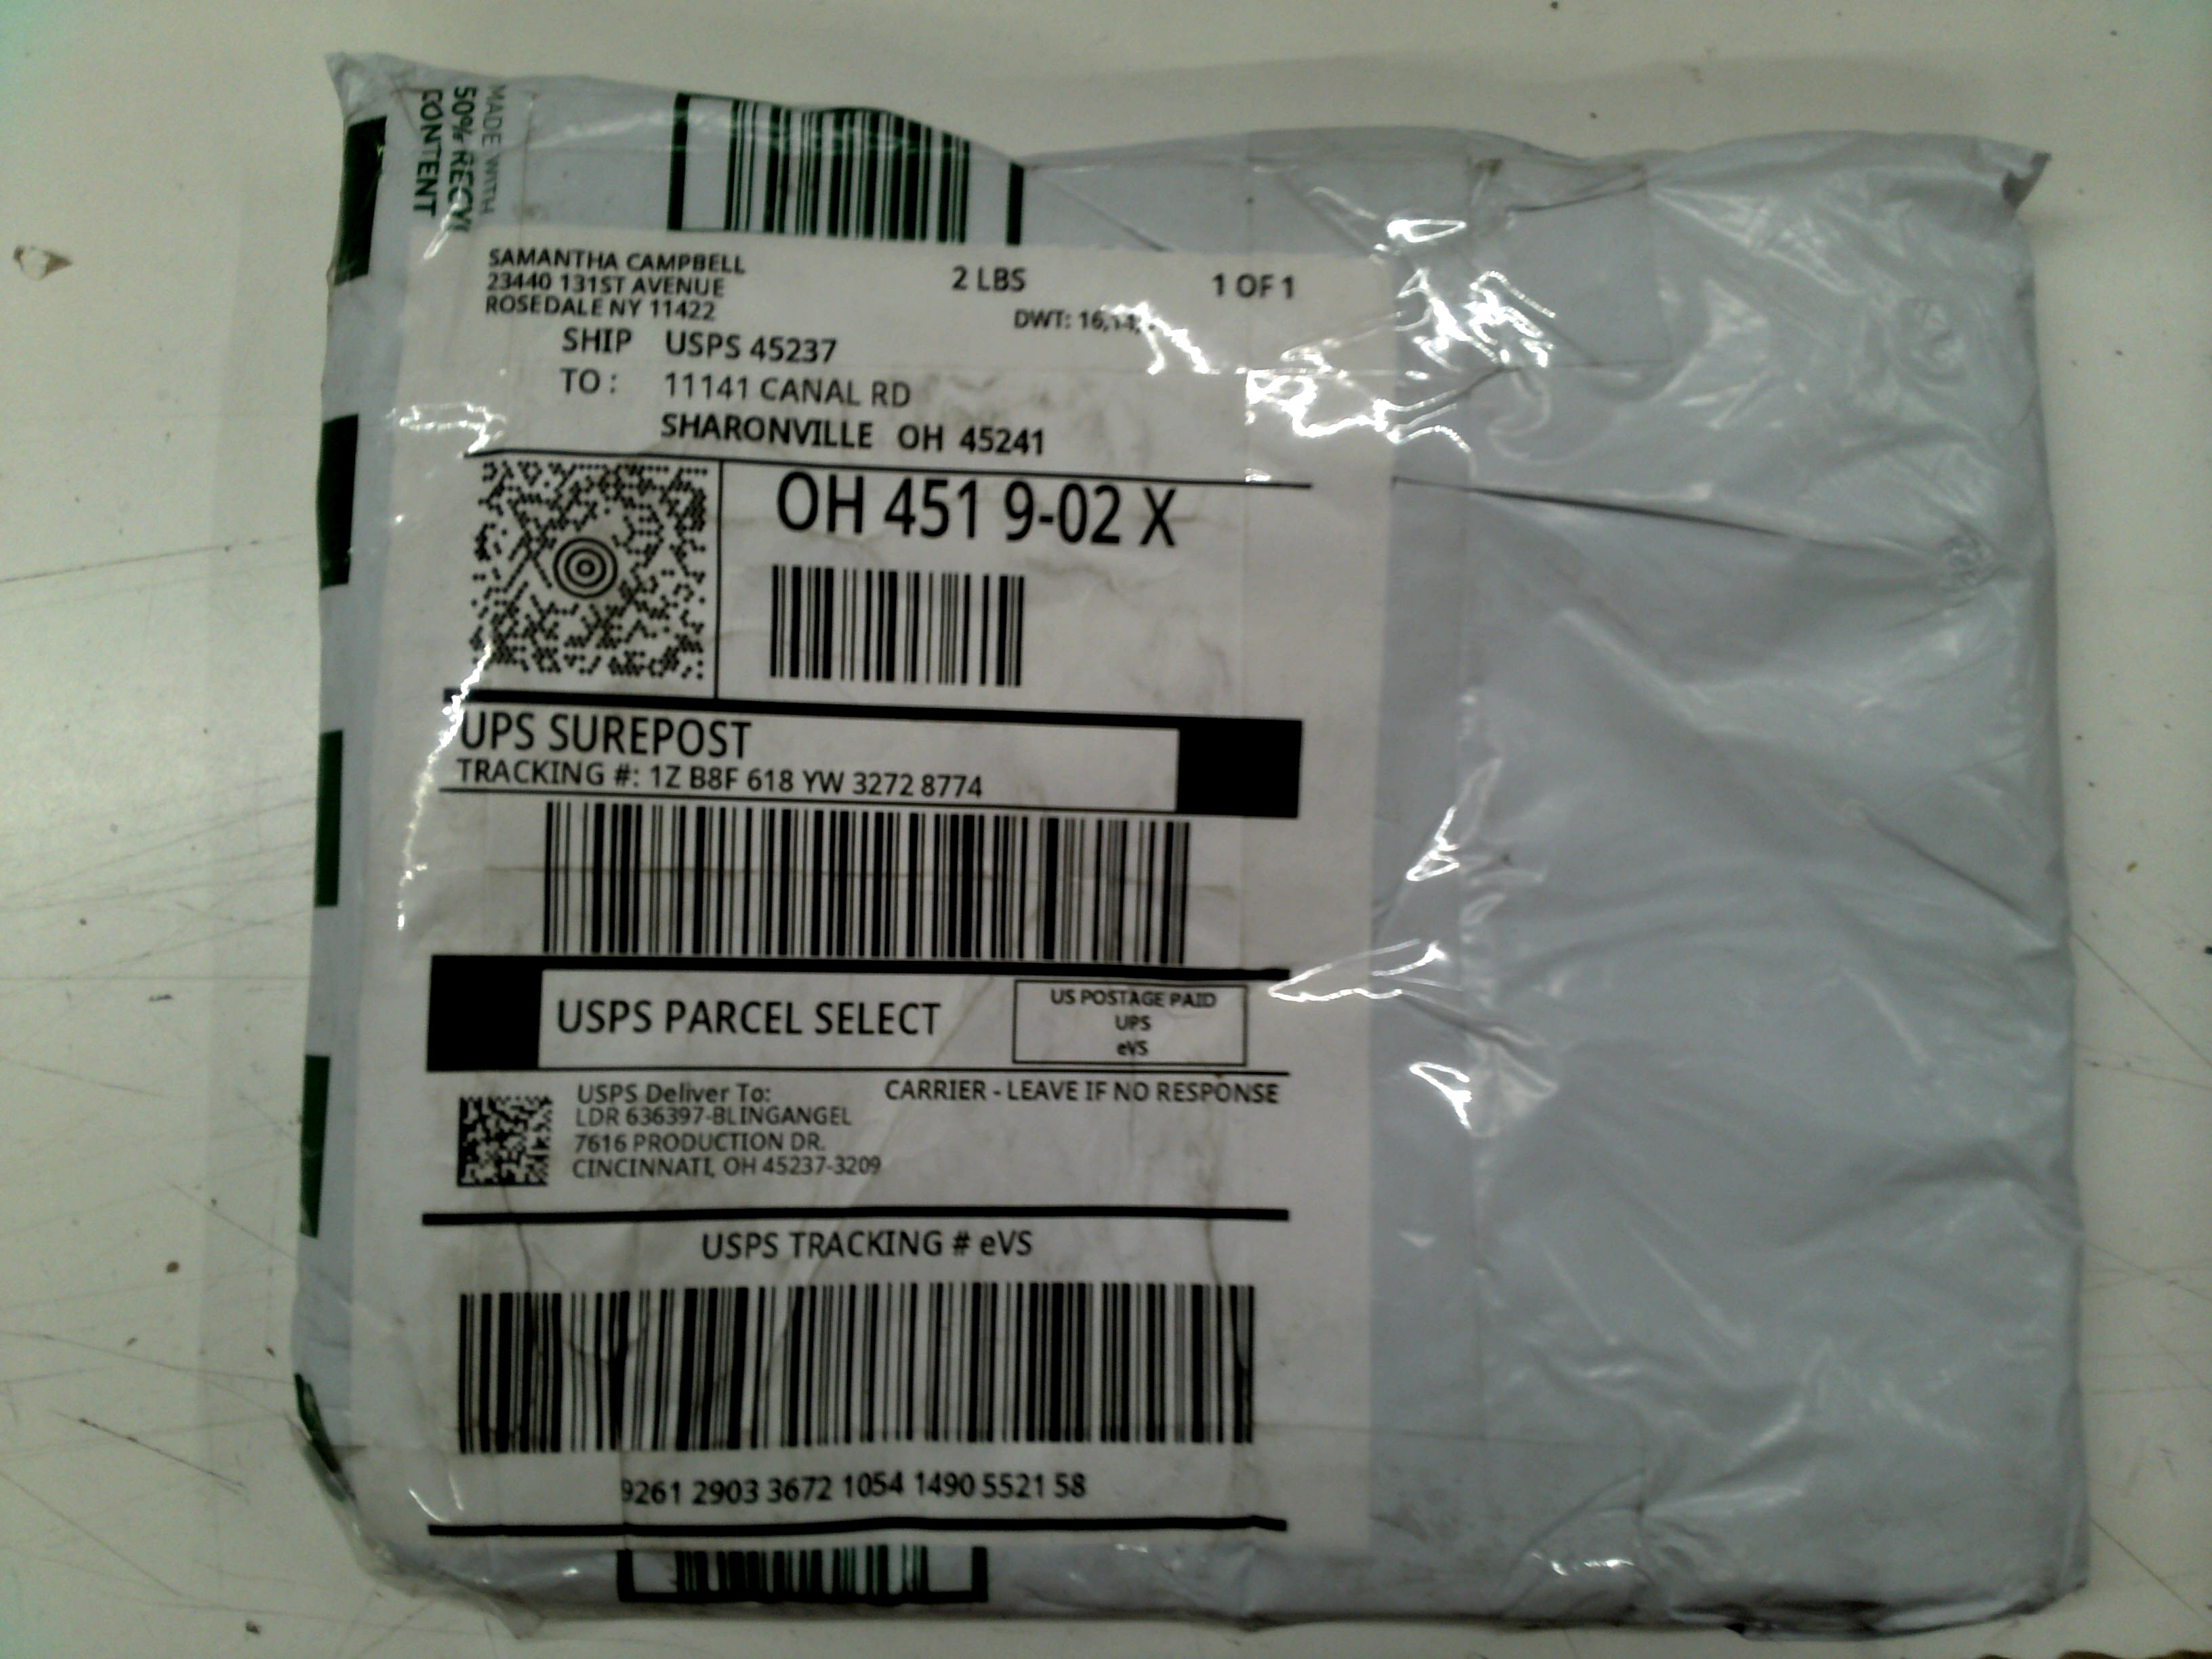 MADE WITH
50% RECY
CONTENT
SAMANTHA CAMPBELL
23440 131ST AVENUE
ROSEDALE NY 11422
2 LBS
1 OF 1
DWT: 16,14,
SHIP USPS 45237
TO : 11141 CANAL RD
SHARONVILLE OH 45241
OH 451 9-02 X
UPS SUREPOST
TRACKING #: 1Z B8F 618 YW 3272 8774
USPS PARCEL SELECT
US POSTAGE PAID
UPS
eVS
USPS Deliver To:
CARRIER - LEAVE IF NO RESPONSE
LDR 636397-BLINGANGEL
7616 PRODUCTION DR.
CINCINNATI, OH 45237-3209
USPS TRACKING # eVS
9261 2903 3672 1054 1490 5521 58